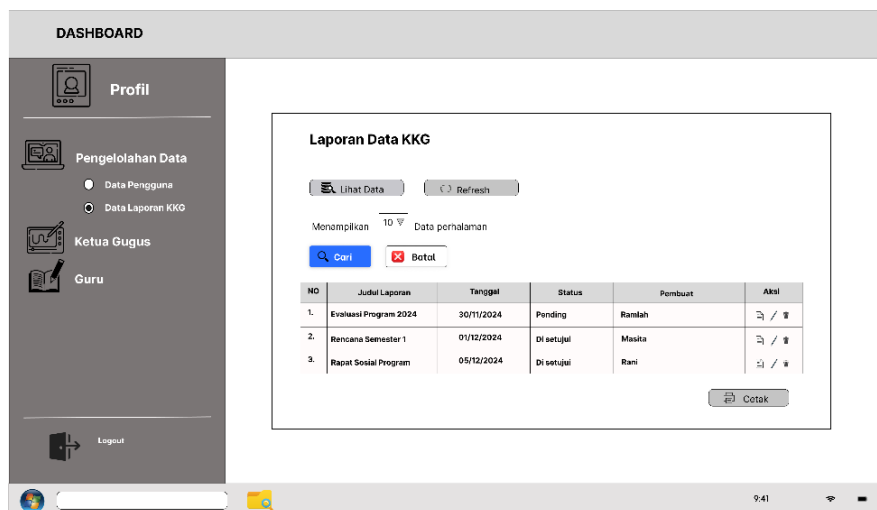 DASHBOARD
Profil
Pengelolahan Data
Data Pengguna
Data Laporan KKG
Ketua Gugus
Guru
Logout
Laporan Data KKG
Lihat Data
Refresh
Menampilkan 10 Data perhalaman
Cari
Batal
NO Judul Laporan Tanggal Status Pembuat Aksi
1. Evaluasi Program 2024 30/11/2024 Pending Ramlah
2. Rencana Semester 1 01/12/2024 Di setujui Masita
3. Rapat Sosial Program 05/12/2024 Di setujui Rani
Cetak
9:41